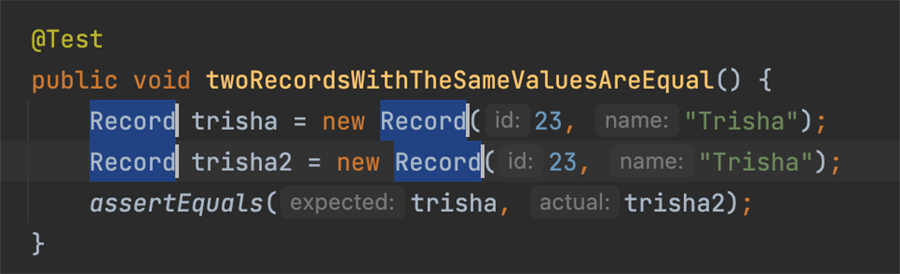 @Test
public void twoRecordsWithTheSameValuesAreEqual() {
Record trisha = new Record( id: 23, name: "Trisha");
Record trisha2 = new Record( id: 23, name: "Trisha");
assertEquals( expected: trisha, actual: trisha2);
}